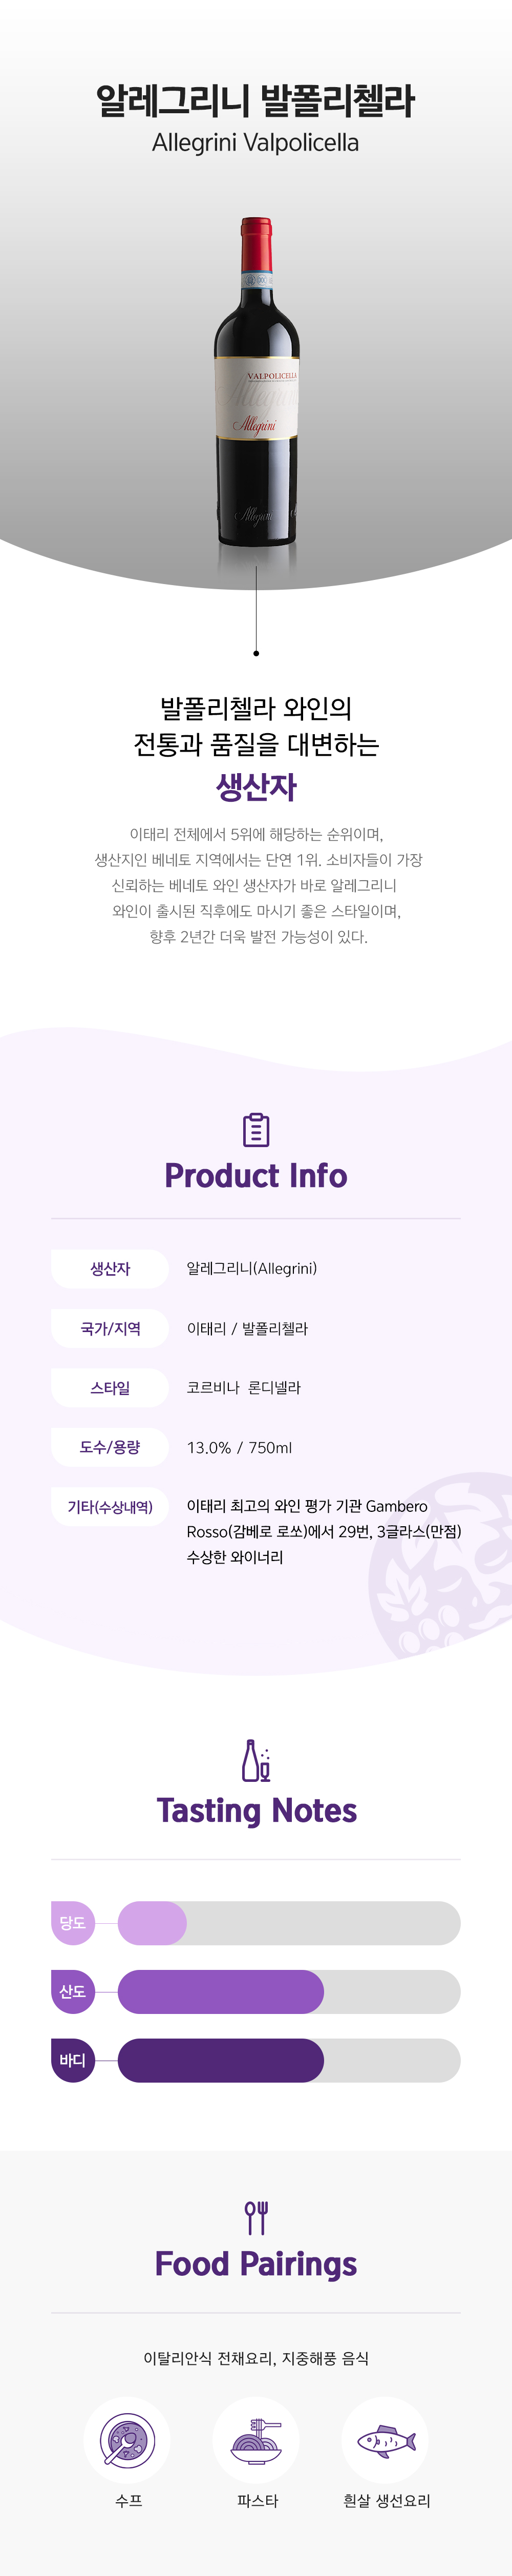 알레그리니 발폴리첼라
Allegrini Valpolicella
VALPOLICELLA
Allegrini
Allegrini
발폴리첼라 와인의
전통과 품질을 대변하는
생산자
이태리 전체에서 5위에 해당하는 순위이며,
생산지인 베네토 지역에서는 단연 1위. 소비자들이 가장
신뢰하는 베네토 와인 생산자가 바로 알레그리니
와인이 출시된 직후에도 마시기 좋은 스타일이며,
향후 2년간 더욱 발전 가능성이 있다.
Product Info
생산자 알레그리니(Allegrini)
국가/지역 이태리 / 발폴리첼라
스타일 코르비나 론디넬라
도수/용량 13.0% / 750ml
기타(수상내역) 이태리 최고의 와인 평가 기관 Gambero
Rosso(감베로 로쏘)에서 29번, 3글라스(만점)
수상한 와이너리
Tasting Notes
당도
산도
바디
Food Pairings
이탈리안식 전채요리, 지중해풍 음식
수프 파스타 흰살 생선요리